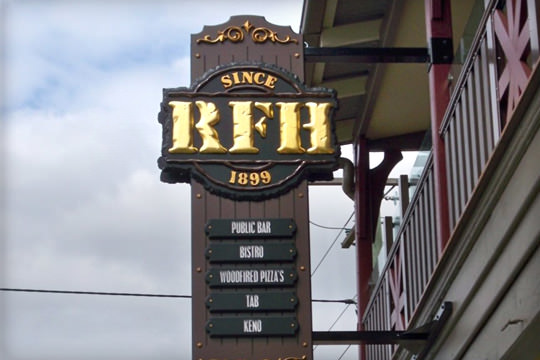 SINCE
RFH
1899
PUBLIC BAR
BISTRO
WOODFIRED PIZZA'S
TAB
KENO